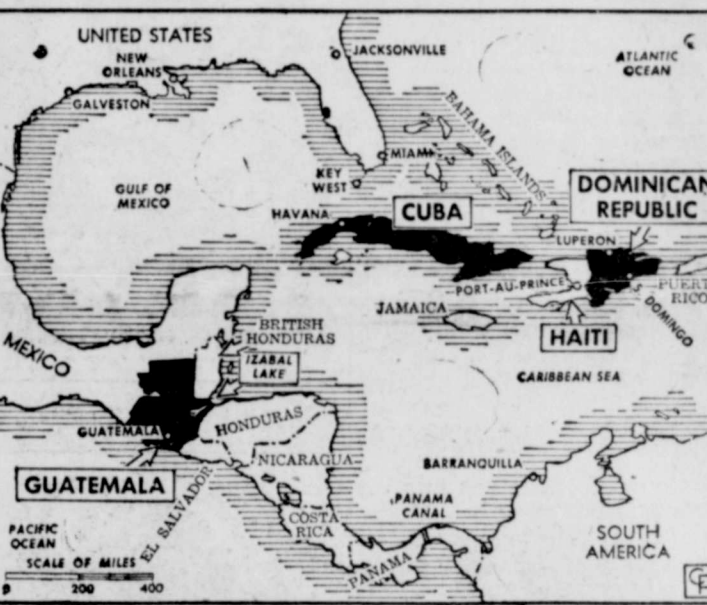 UNITED STATES
NEW
ORLEANS
GALVESTON
JACKSONVILLE
ATLANTIC
OCEAN
BAHAMA ISLANDS
MIAMI
KEY
WEST
GULF OF
MEXICO
HAVANA
CUBA
DOMINICAN
REPUBLIC
LUPERON
PORT-AU-PRINCE
PUERT
RICO
S. DOMINGO
JAMAICA
HAITI
MEXICO
BRITISH
HONDURAS
IZABAL
LAKE
CARIBBEAN SEA
GUATEMALA
HONDURAS
NICARAGUA
GUATEMALA
EL SALVADOR
BARRANQUILLA
PANAMA
CANAL
COSTA
RICA
PANAMA
SOUTH
AMERICA
PACIFIC
OCEAN
SCALE OF MILES
0 200 400